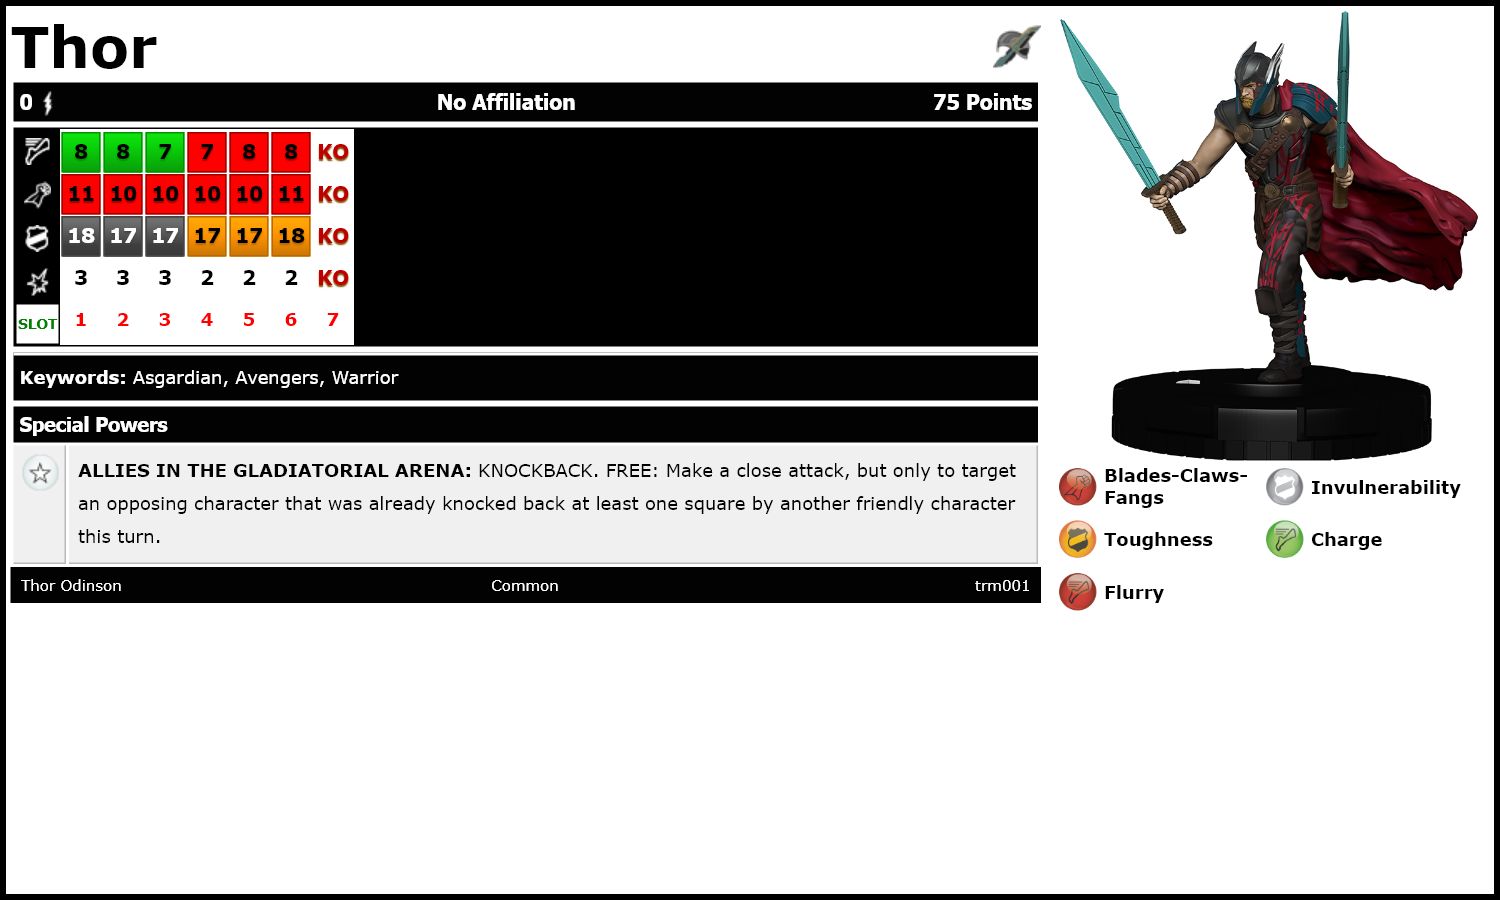 Thor
0 No Affiliation 75 Points
8 8 7 7 8 8 KO
11 10 10 10 10 11 KO
18 17 17 17 17 18 KO
3 3 3 2 2 2 KO
SLOT 1 2 3 4 5 6 7
Keywords: Asgardian, Avengers, Warrior
Special Powers
ALLIES IN THE GLADIATORIAL ARENA: KNOCKBACK. FREE: Make a close attack, but only to target
an opposing character that was already knocked back at least one square by another friendly character
this turn.
Thor Odinson Common trm001
Blades-Claws-
Fangs
Invulnerability
Toughness
Charge
Flurry